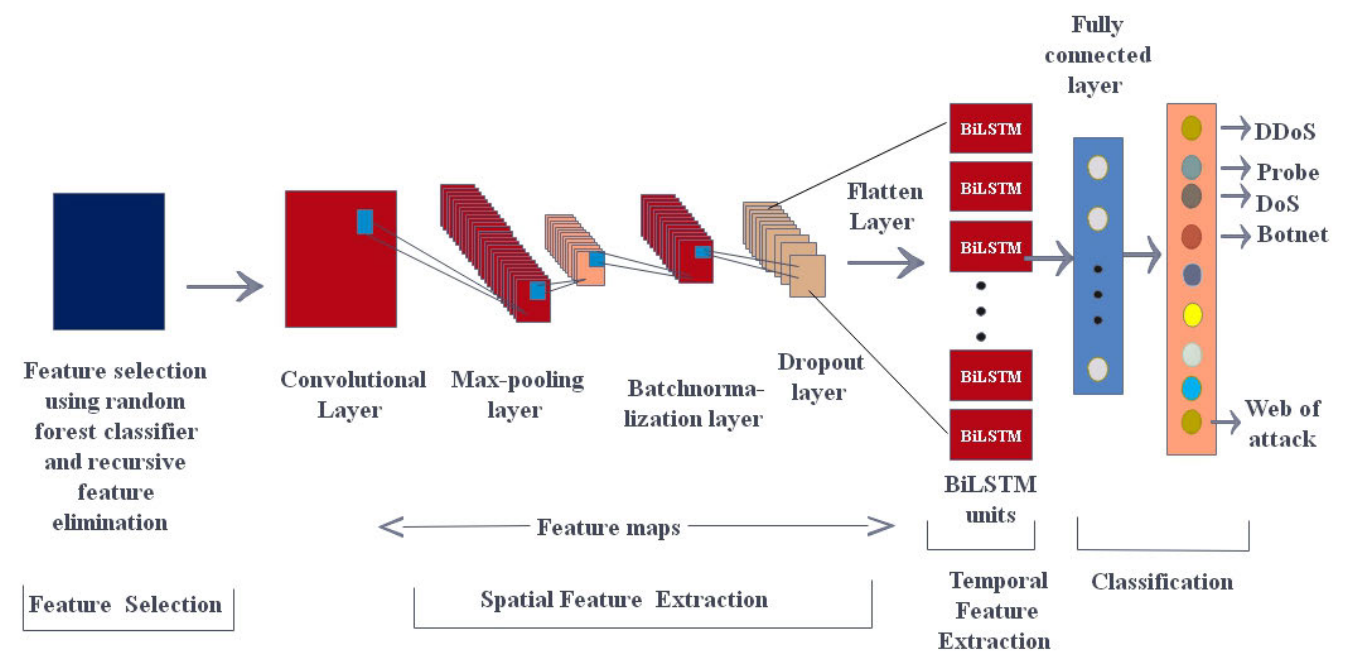 Fully
connected
layer
BiLSTM
BiLSTM
BiLSTM
BiLSTM
BiLSTM
DDoS
Probe
DoS
Botnet
Web of
attack
Flatten
Layer
Feature selection
using random
forest classifier
and recursive
feature
elimination
Convolutional
Layer
Max-pooling
layer
Batchnorma-
lization layer
Dropout
layer
BiLSTM
units
Feature maps
Feature Selection
Spatial Feature Extraction
Temporal
Feature
Extraction
Classification